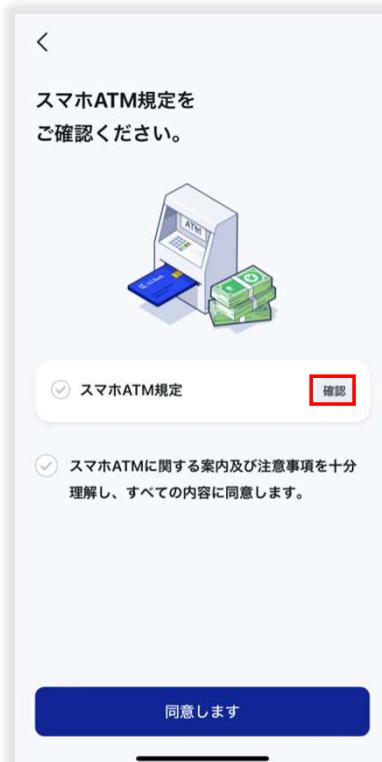 スマホATM規定を
ご確認ください。
ATM
スマホATM規定
確認
スマホATMに関する案内及び注意事項を十分
理解し、すべての内容に同意します。
同意します